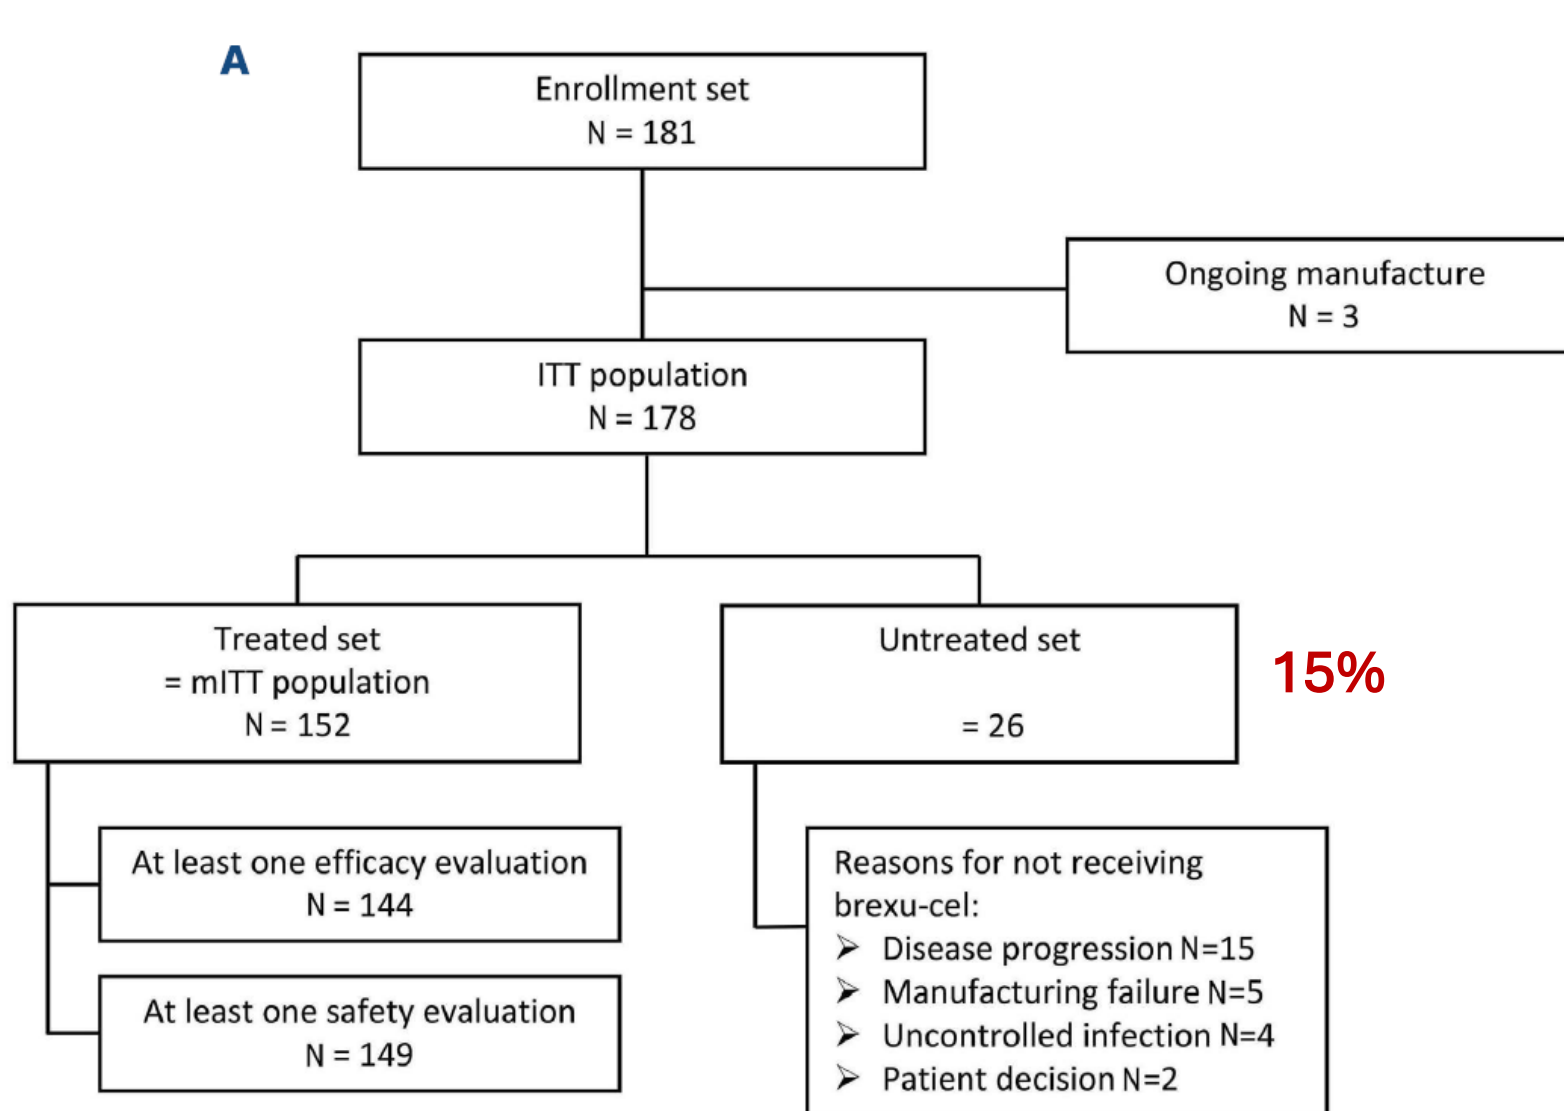 A
Enrollment set
N = 181
Ongoing manufacture
N = 3
ITT population
N = 178
Treated set
= mITT population
N = 152
Untreated set
= 26
15%
At least one efficacy evaluation
N = 144
At least one safety evaluation
N = 149
Reasons for not receiving
brexu-cel:
➢ Disease progression N=15
➢ Manufacturing failure N=5
➢ Uncontrolled infection N=4
➢ Patient decision N=2